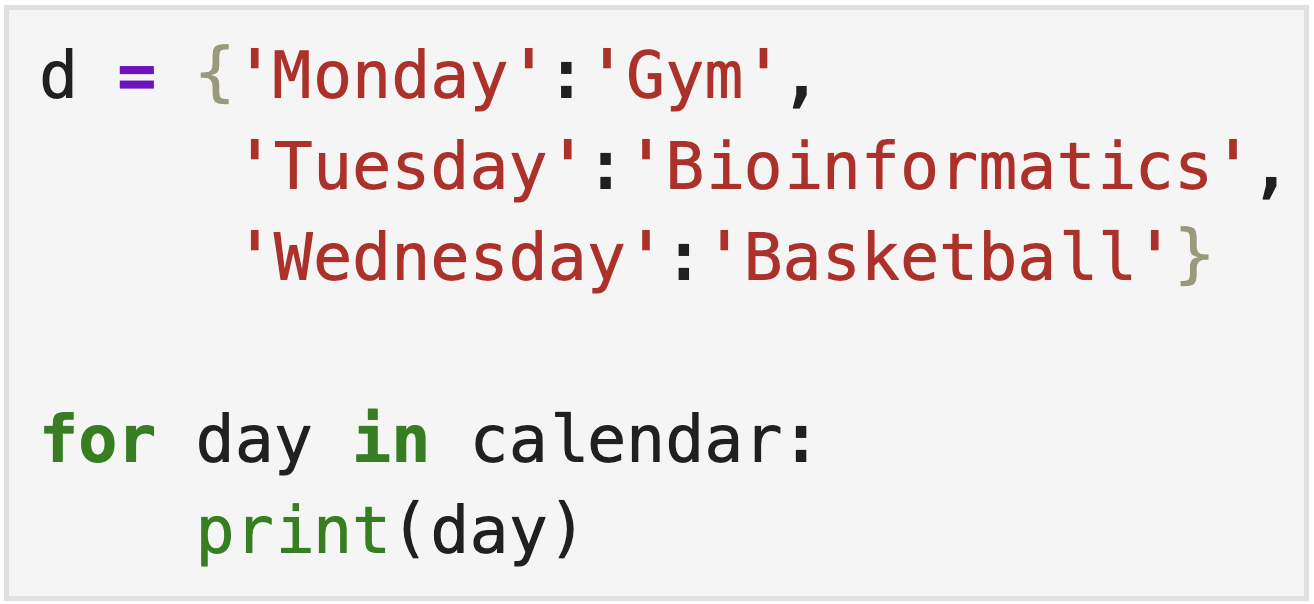 d = {'Monday':'Gym',
     'Tuesday':'Bioinformatics',
     'Wednesday':'Basketball'}

for day in calendar:
    print(day)